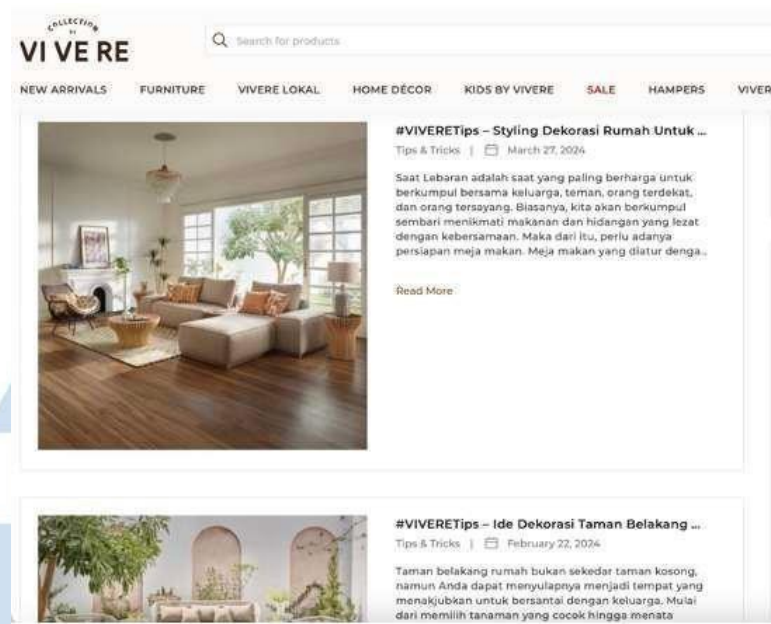 COLLECTION
BY
VIVERE
Search for products
NEW ARRIVALS FURNITURE VIVERE LOKAL HOME DÉCOR KIDS BY VIVERE SALE HAMPERS VIVER
#VIVERETips – Styling Dekorasi Rumah Untuk ...
Tips & Tricks | March 27, 2024
Saat Lebaran adalah saat yang paling berharga untuk
berkumpul bersama keluarga, teman, orang terdekat,
dan orang tersayang. Biasanya, kita akan berkumpul
sembari menikmati makanan dan hidangan yang lezat
dengan kebersamaan. Maka dari itu, perlu adanya
persiapan meja makan. Meja makan yang diatur denga...
Read More
#VIVERETips – Ide Dekorasi Taman Belakang ...
Tips & Tricks | February 22, 2024
Taman belakang rumah bukan sekedar taman kosong,
namun Anda dapat menyulapnya menjadi tempat yang
menakjubkan untuk bersantai dengan keluarga. Mulai
dari memilih tanaman yang cocok hingga menata